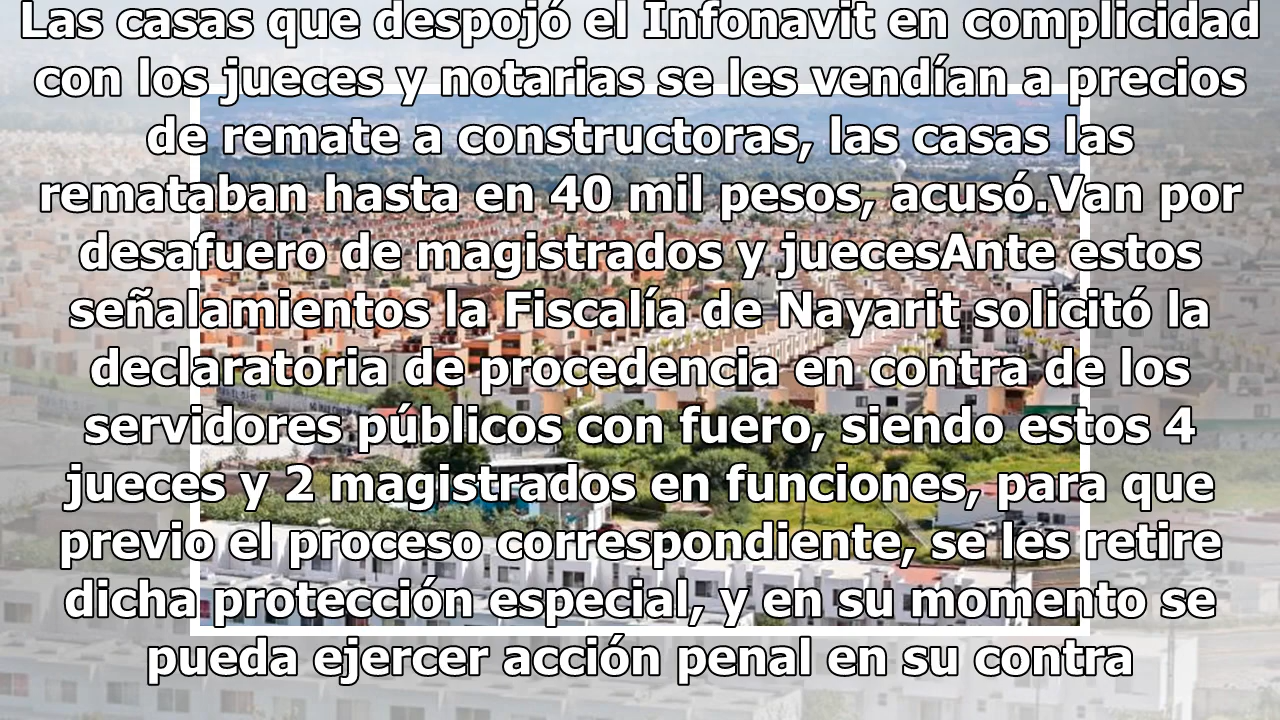 Las casas que despojó el Infonavit en complicidad
con los jueces y notarias se les vendían a precios
de remate a constructoras, las casas las
remataban hasta en 40 mil pesos, acusó.Van por
desafuero de magistrados y juecesAnte estos
señalamientos la Fiscalía de Nayarit solicitó la
declaratoria de procedencia en contra de los
servidores públicos con fuero, siendo estos 4
jueces y 2 magistrados en funciones, para que
previo el proceso correspondiente, se les retire
dicha protección especial, y en su momento se
pueda ejercer acción penal en su contra